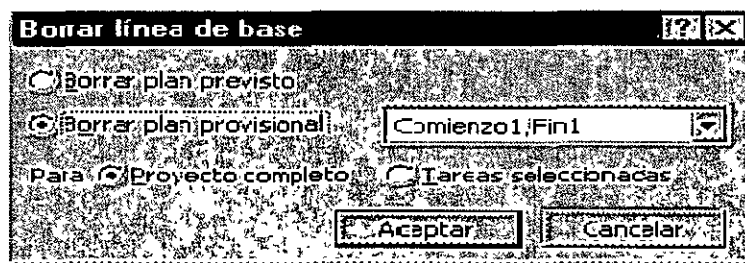 Borrar línea de base
Borrar plan previsto
Borrar plan provisional Comienzo1/Fin1
Para Proyecto completo Tareas seleccionadas
Aceptar Cancelar